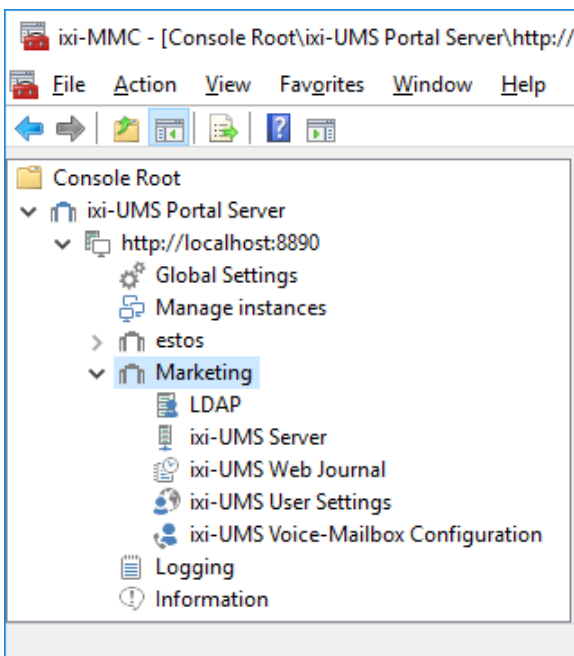 ixi-MMC - [Console Root\ixi-UMS Portal Server\http://
File Action View Favorites Window Help
Console Root
ixi-UMS Portal Server
http://localhost:8890
Global Settings
Manage instances
estos
Marketing
LDAP
ixi-UMS Server
ixi-UMS Web Journal
ixi-UMS User Settings
ixi-UMS Voice-Mailbox Configuration
Logging
Information